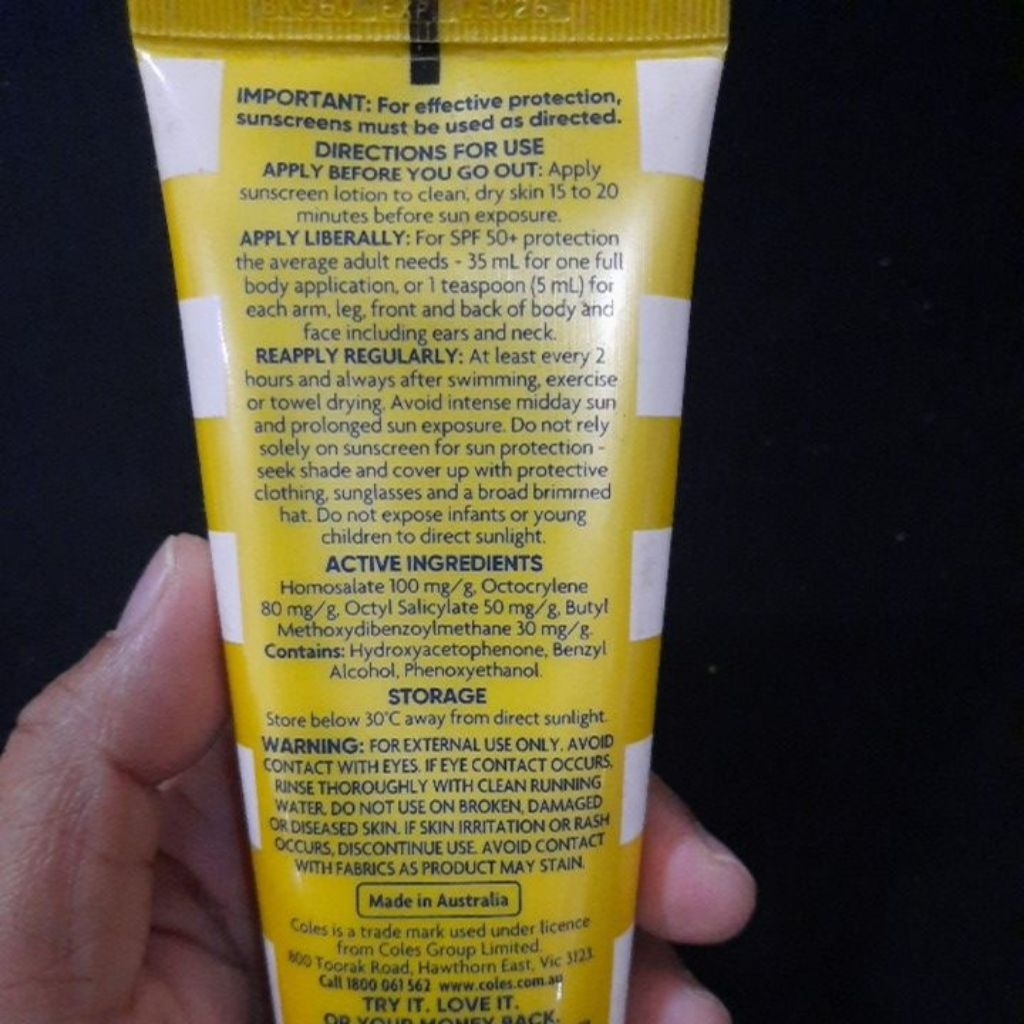 EXP
IMPORTANT: For effective protection,
sunscreens must be used as directed.
DIRECTIONS FOR USE
APPLY BEFORE YOU GO OUT: Apply
sunscreen lotion to clean, dry skin 15 to 20
minutes before sun exposure.
APPLY LIBERALLY: For SPF 50+ protection
the average adult needs - 35 mL for one full
body application, or 1 teaspoon (5 mL) for
each arm, leg, front and back of body and
face including ears and neck.
REAPPLY REGULARLY: At least every 2
hours and always after swimming, exercise
or towel drying. Avoid intense midday sun
and prolonged sun exposure. Do not rely
solely on sunscreen for sun protection -
seek shade and cover up with protective
clothing, sunglasses and a broad brimmed
hat. Do not expose infants or young
children to direct sunlight.
ACTIVE INGREDIENTS
Homosalate 100 mg/g, Octocrylene
80 mg/g, Octyl Salicylate 50 mg/g, Butyl
Methoxydibenzoylmethane 30 mg/g.
Contains: Hydroxyacetophenone, Benzyl
Alcohol, Phenoxyethanol.
STORAGE
Store below 30°C away from direct sunlight.
WARNING: FOR EXTERNAL USE ONLY. AVOID
CONTACT WITH EYES. IF EYE CONTACT OCCURS,
RINSE THOROUGHLY WITH CLEAN RUNNING
WATER. DO NOT USE ON BROKEN, DAMAGED
OR DISEASED SKIN. IF SKIN IRRITATION OR RASH
OCCURS, DISCONTINUE USE. AVOID CONTACT
WITH FABRICS AS PRODUCT MAY STAIN.
Made in Australia
Coles is a trade mark used under licence
from Coles Group Limited.
800 Toorak Road, Hawthorn East, Vic 3123.
Call 1800 061 562 www.coles.com.au
TRY IT. LOVE IT.
OR YOUR MONEY BACK.